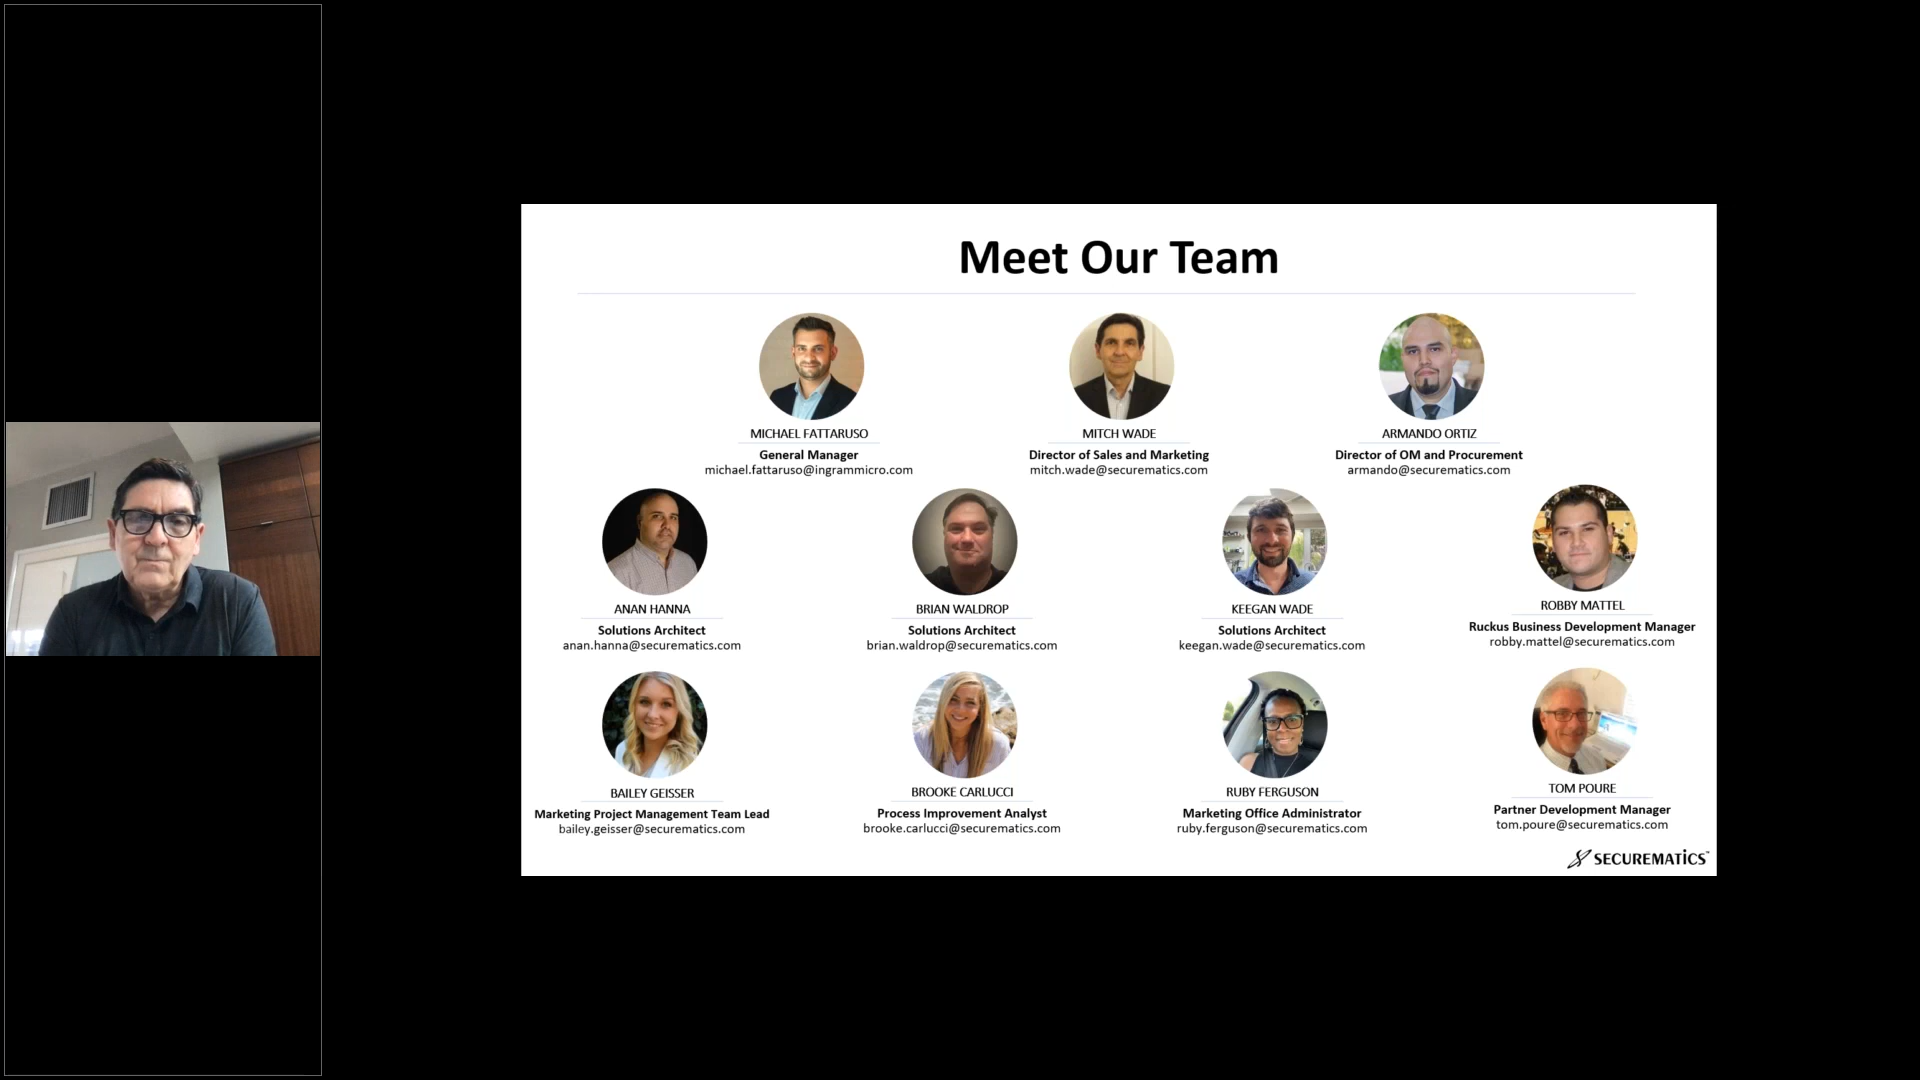 Meet Our Team
MICHAEL FATTARUSO
General Manager
michael.fattaruso@ingrammicro.com
MITCH WADE
Director of Sales and Marketing
mitch.wade@securematics.com
ARMANDO ORTIZ
Director of OM and Procurement
armando@securematics.com
ANAN HANNA
Solutions Architect
anan.hanna@securematics.com
BRIAN WALDROP
Solutions Architect
brian.waldrop@securematics.com
KEEGAN WADE
Solutions Architect
keegan.wade@securematics.com
ROBBY MATTEL
Ruckus Business Development Manager
robby.mattel@securematics.com
BAILEY GEISSER
Marketing Project Management Team Lead
bailey.geisser@securematics.com
BROOKE CARLUCCI
Process Improvement Analyst
brooke.carlucci@securematics.com
RUBY FERGUSON
Marketing Office Administrator
ruby.ferguson@securematics.com
TOM POURE
Partner Development Manager
tom.poure@securematics.com
SECUREMATICS™